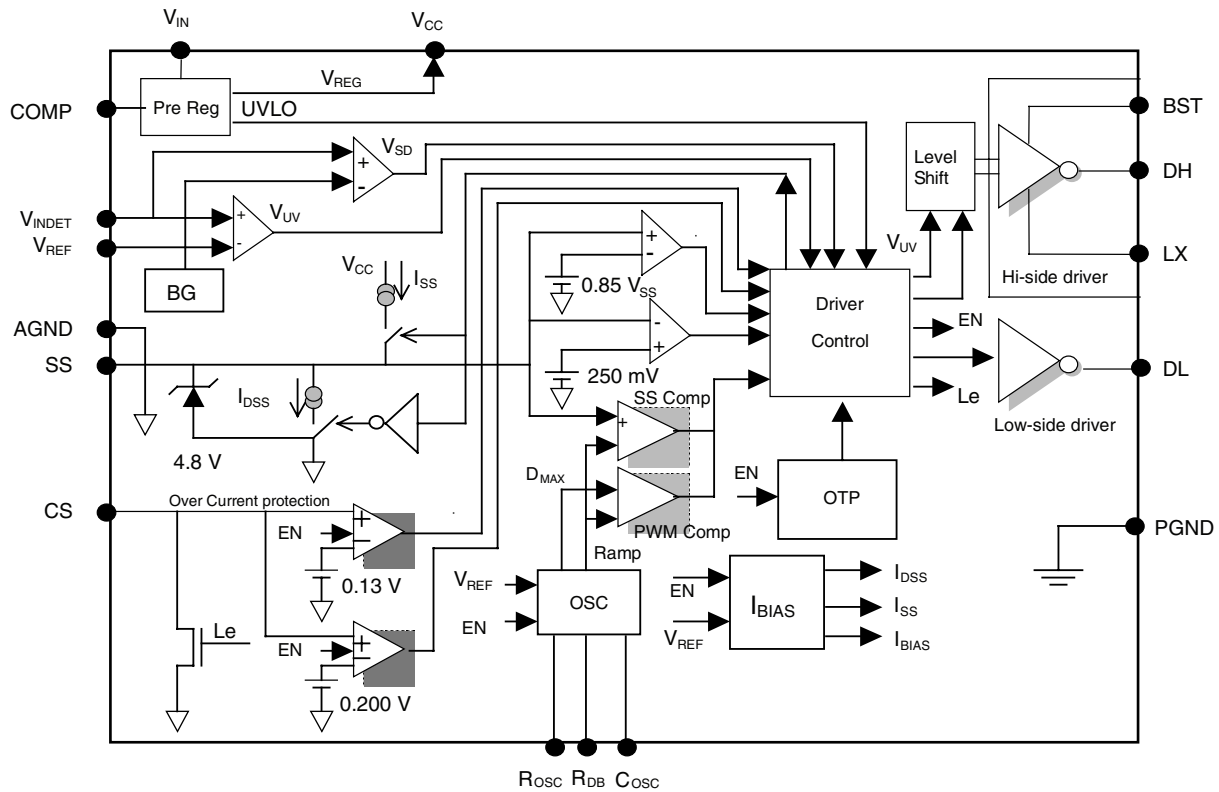 VIN
VCC
VREG
COMP
Pre Reg
UVLO
BST
VSD
+
-
Level
Shift
DH
VINDET
VREF
+
-
VUV
+
-
VUV
LX
VCC
ISS
0.85 VSS
BG
Hi-side driver
Driver
Control
EN
AGND
-
+
SS
DL
250 mV
Le
IDSS
SS Comp
+
Low-side driver
4.8 V
DMAX
EN
OTP
Over Current protection
CS
+
-
EN
PWM Comp
PGND
Ramp
0.13 V
VREF
OSC
EN
IBIAS
IDSS
ISS
IBIAS
EN
VREF
Le
EN
+
-
0.200 V
ROSC
RDB
COSC